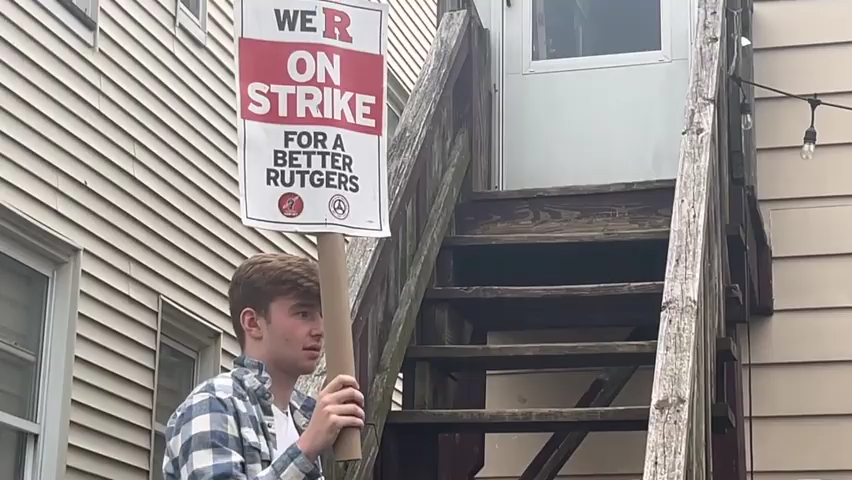 WE R
ON
STRIKE
FOR A
BETTER
RUTGERS